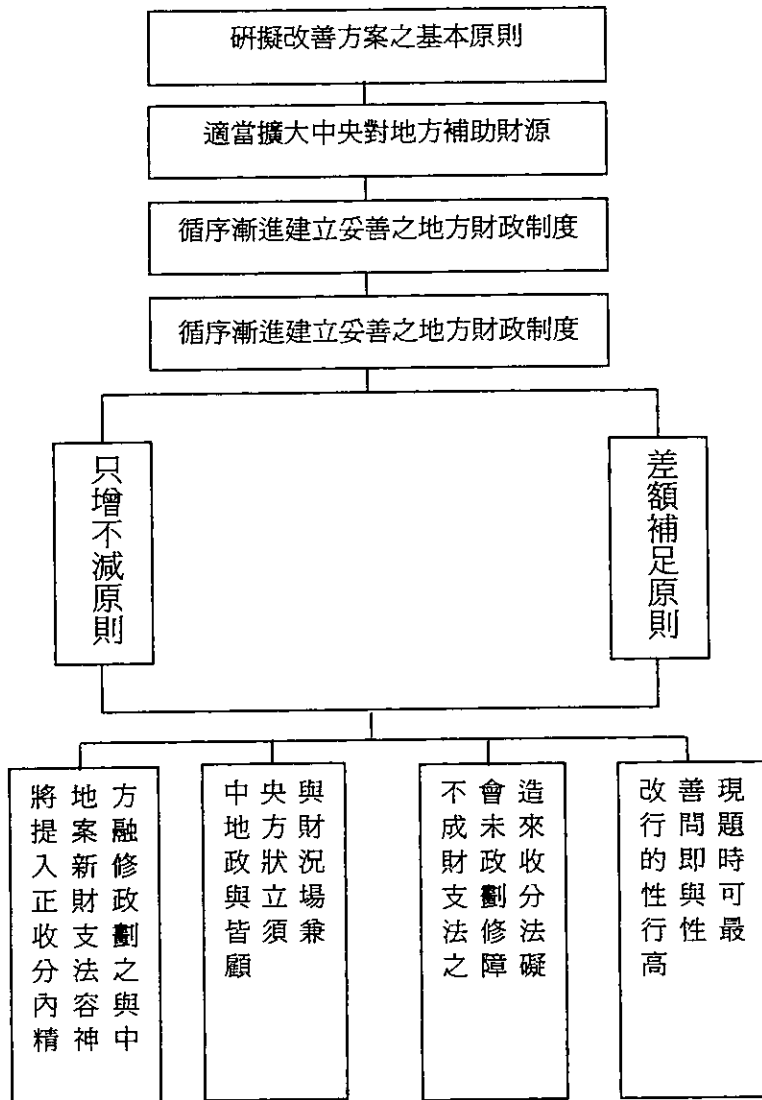 研擬改善方案之基本原則
適當擴大中央對地方補助財源
循序漸進建立妥善之地方財政制度
循序漸進建立妥善之地方財政制度
只增不減原則
差額補足原則
將地方
提案融
入新修
正財政
收支劃
分法之
內容與
精神中
中央與
地方財
政狀況
與立場
皆須兼
顧
不會造
成未來
財政收
支劃分
法修法
之障礙
改善現
行問題
的即時
性與可
行性最
高